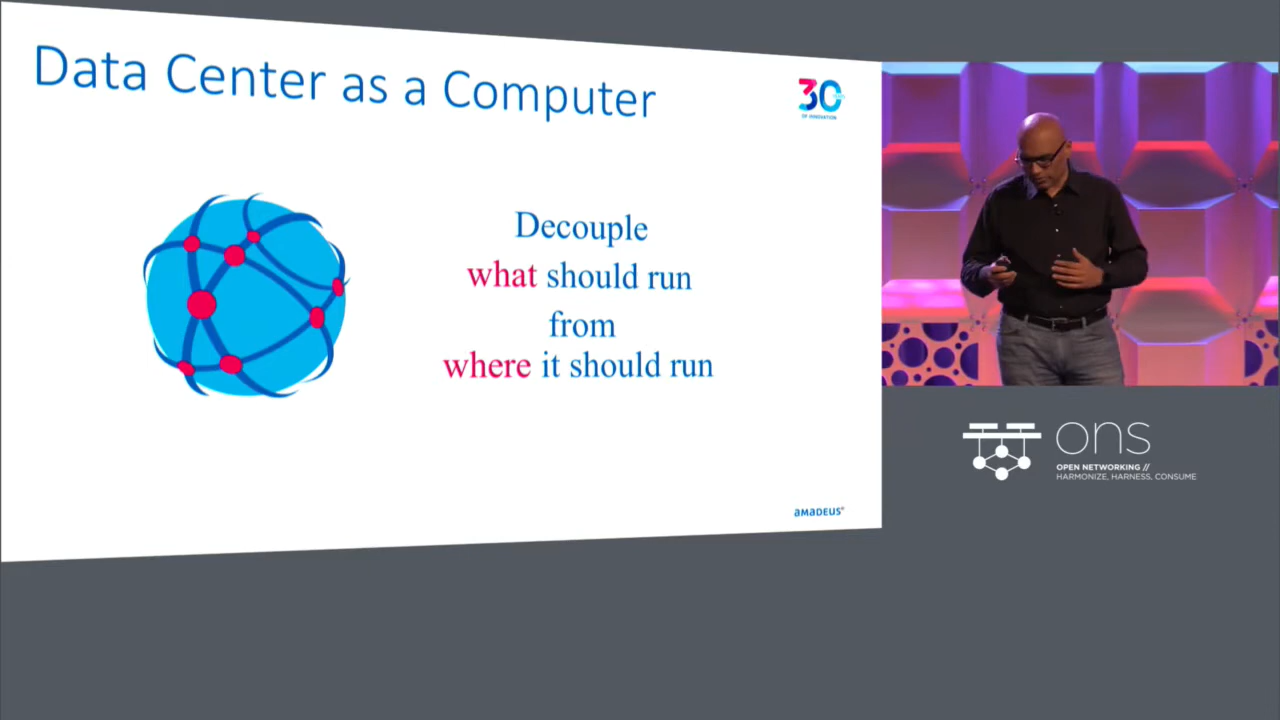 Data Center as a Computer
30
OF INNOVATION
Decouple
what should run
from
where it should run
aMaDEUS
ons
OPEN NETWORKING //
HARMONIZE, HARNESS, CONSUME